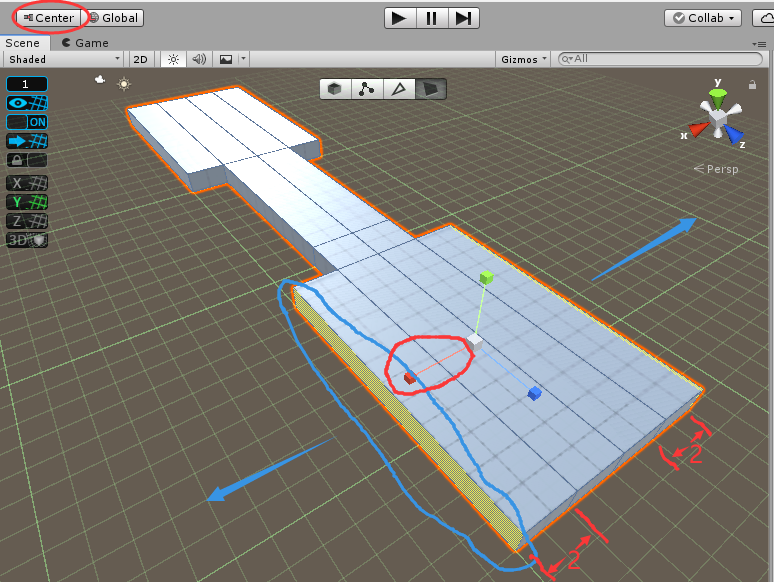 Center Global Collab
Scene Game
Shaded 2D Gizmos All
1
ON
X
Y
Z
3D
y
x
z
Persp
2
2